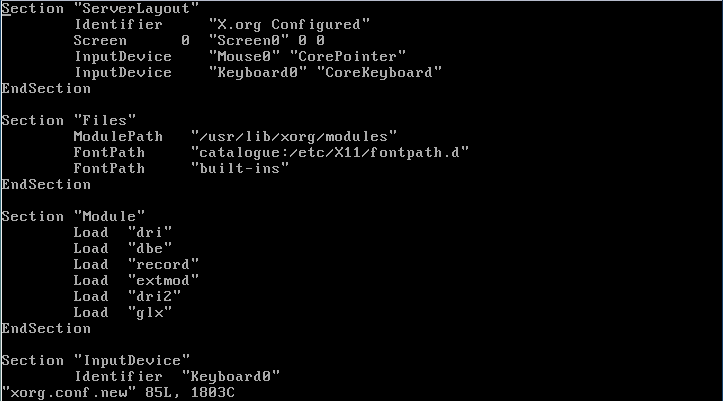 Section "ServerLayout"
        Identifier     "X.org Configured"
        Screen      0  "Screen0" 0 0
        InputDevice    "Mouse0" "CorePointer"
        InputDevice    "Keyboard0" "CoreKeyboard"
EndSection

Section "Files"
        ModulePath   "/usr/lib/xorg/modules"
        FontPath     "catalogue:/etc/X11/fontpath.d"
        FontPath     "built-ins"
EndSection

Section "Module"
        Load  "dri"
        Load  "dbe"
        Load  "record"
        Load  "extmod"
        Load  "dri2"
        Load  "glx"
EndSection

Section "InputDevice"
        Identifier  "Keyboard0"
"xorg.conf.new" 85L, 1803C